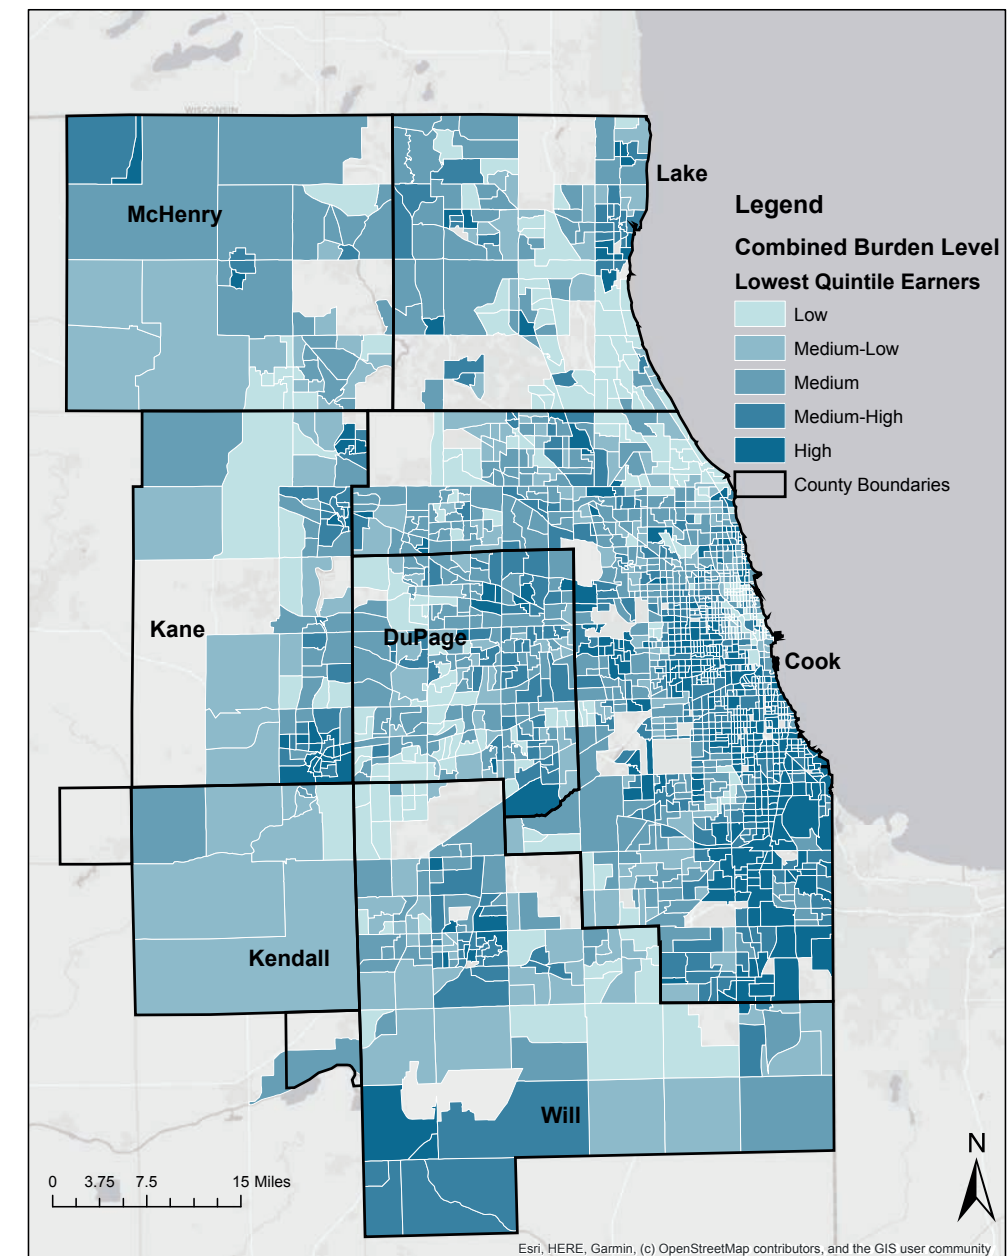 WISCONSIN
Lake
McHenry
Legend
Combined Burden Level
Lowest Quintile Earners
Low
Medium-Low
Medium
Medium-High
High
County Boundaries
Kane
DuPage
Cook
Kendall
Will
N
0 3.75 7.5 15 Miles
Esri, HERE, Garmin, (c) OpenStreetMap contributors, and the GIS user community